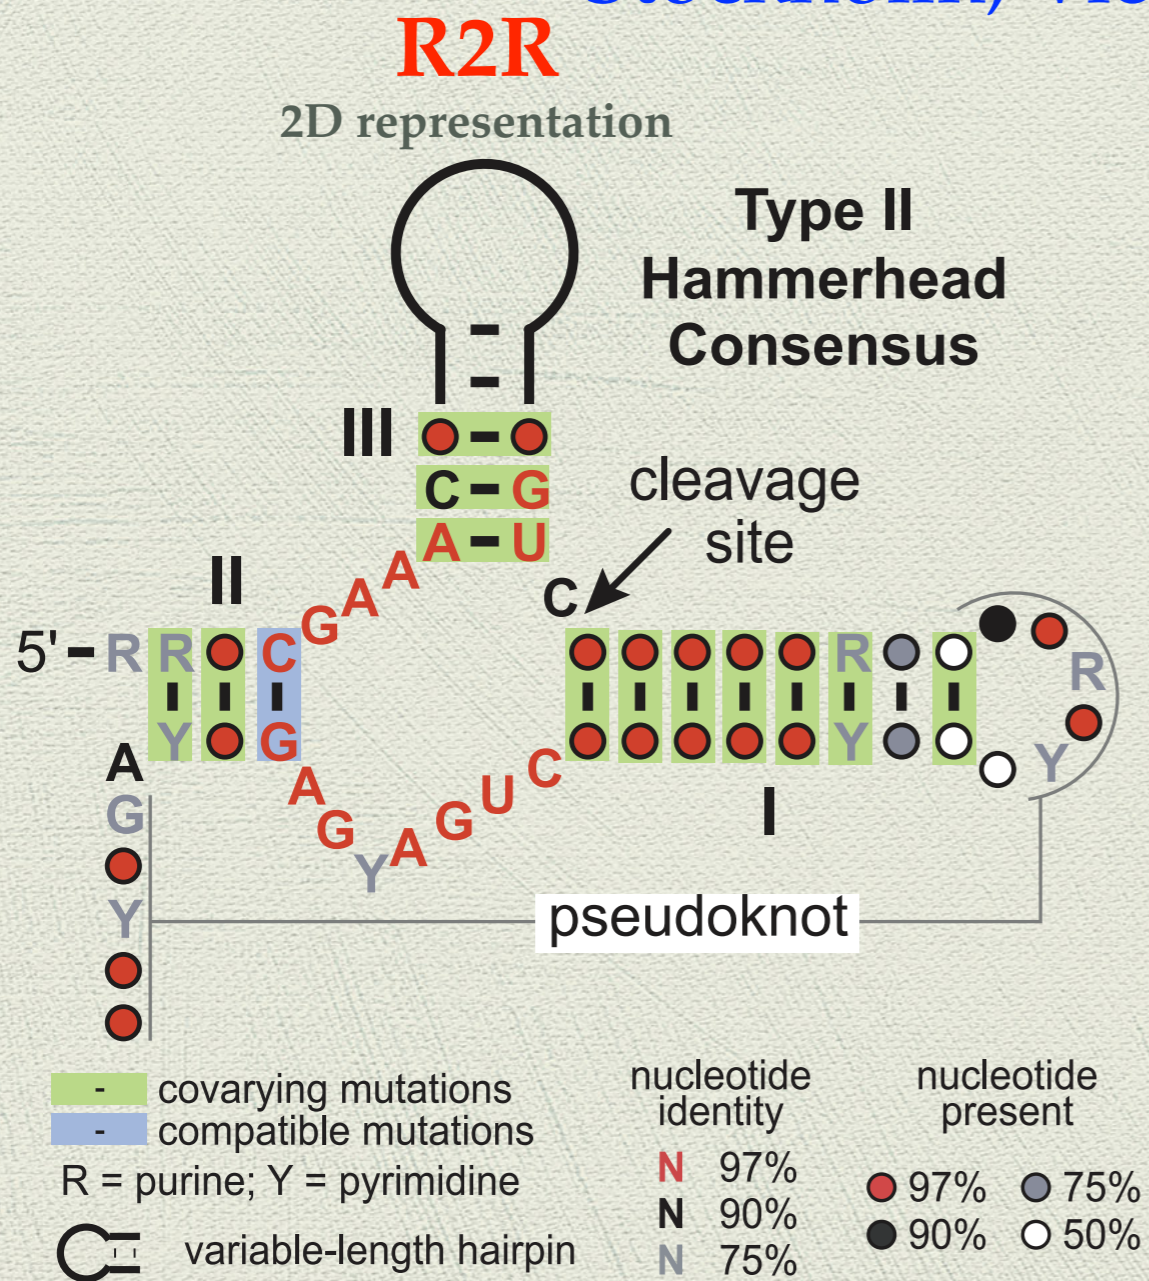 R2R
2D representation
Type II
Hammerhead
Consensus
III
C - G
A - U
cleavage
site
C
II
G A A
5' - R R C
Y G
R
Y
R
Y
I
A
G
Y
A G Y A G U C
pseudoknot
- covarying mutations
- compatible mutations
R = purine; Y = pyrimidine
variable-length hairpin
nucleotide
identity
N 97%
N 90%
N 75%
nucleotide
present
97% 75%
90% 50%